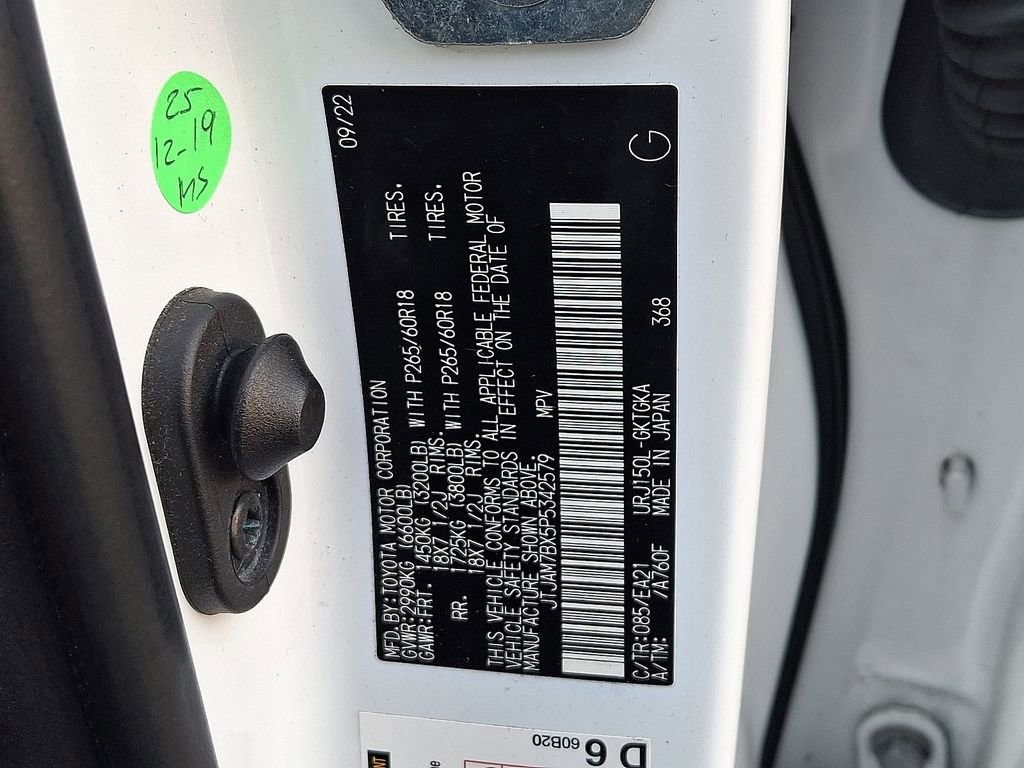 25
12-19
MS
09/22
MFD.BY:TOYOTA MOTOR CORPORATION
GVWR:2990KG (6600LB)
GAWR:FRT. 1450KG (3200LB) WITH P265/60R18 TIRES.
18X7 1/2J RIMS.
RR. 1725KG (3800LB) WITH P265/60R18 TIRES.
18X7 1/2J RIMS.
THIS VEHICLE CONFORMS TO ALL APPLICABLE FEDERAL MOTOR
VEHICLE SAFETY STANDARDS IN EFFECT ON THE DATE OF
MANUFACTURE SHOWN ABOVE.
JTJAM7BX5P5342579 MPV
C/TR:085/EA21 URJ150L-GKTGKA 368 G
A/TM: /A760F MADE IN JAPAN
60B20
D 6